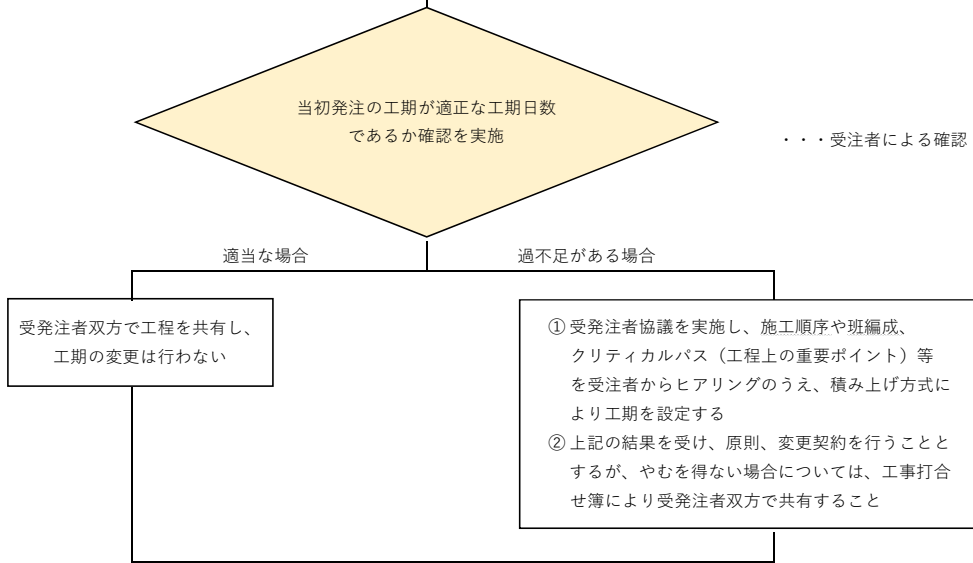 当初発注の工期が適正な工期日数
であるか確認を実施
・・・受注者による確認
適当な場合
過不足がある場合
受発注者双方で工程を共有し、
工期の変更は行わない
① 受発注者協議を実施し、施工順序や班編成、
クリティカルパス（工程上の重要ポイント）等
を受注者からヒアリングのうえ、積み上げ方式に
より工期を設定する
② 上記の結果を受け、原則、変更契約を行うことと
するが、やむを得ない場合については、工事打合
せ簿により受発注者双方で共有すること